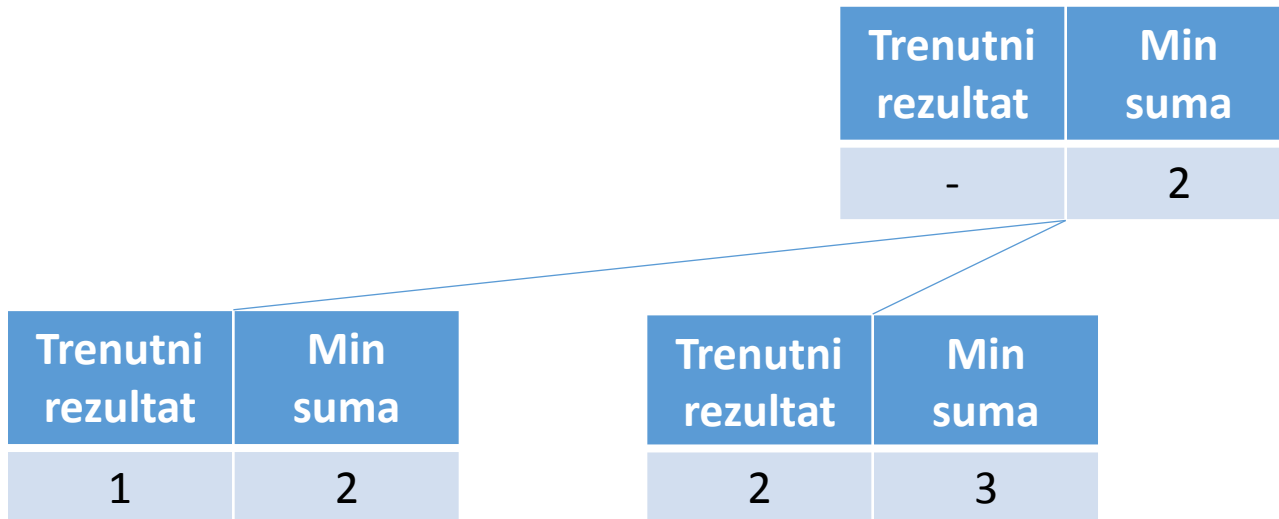 Trenutni
rezultat
Min
suma
-
2
Trenutni
rezultat
Min
suma
1
2
Trenutni
rezultat
Min
suma
2
3